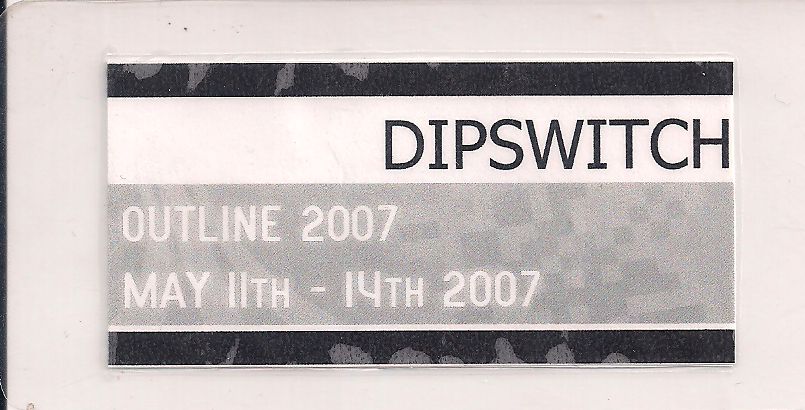 DIPSWITCH
OUTLINE 2007
MAY 11TH - 14TH 2007